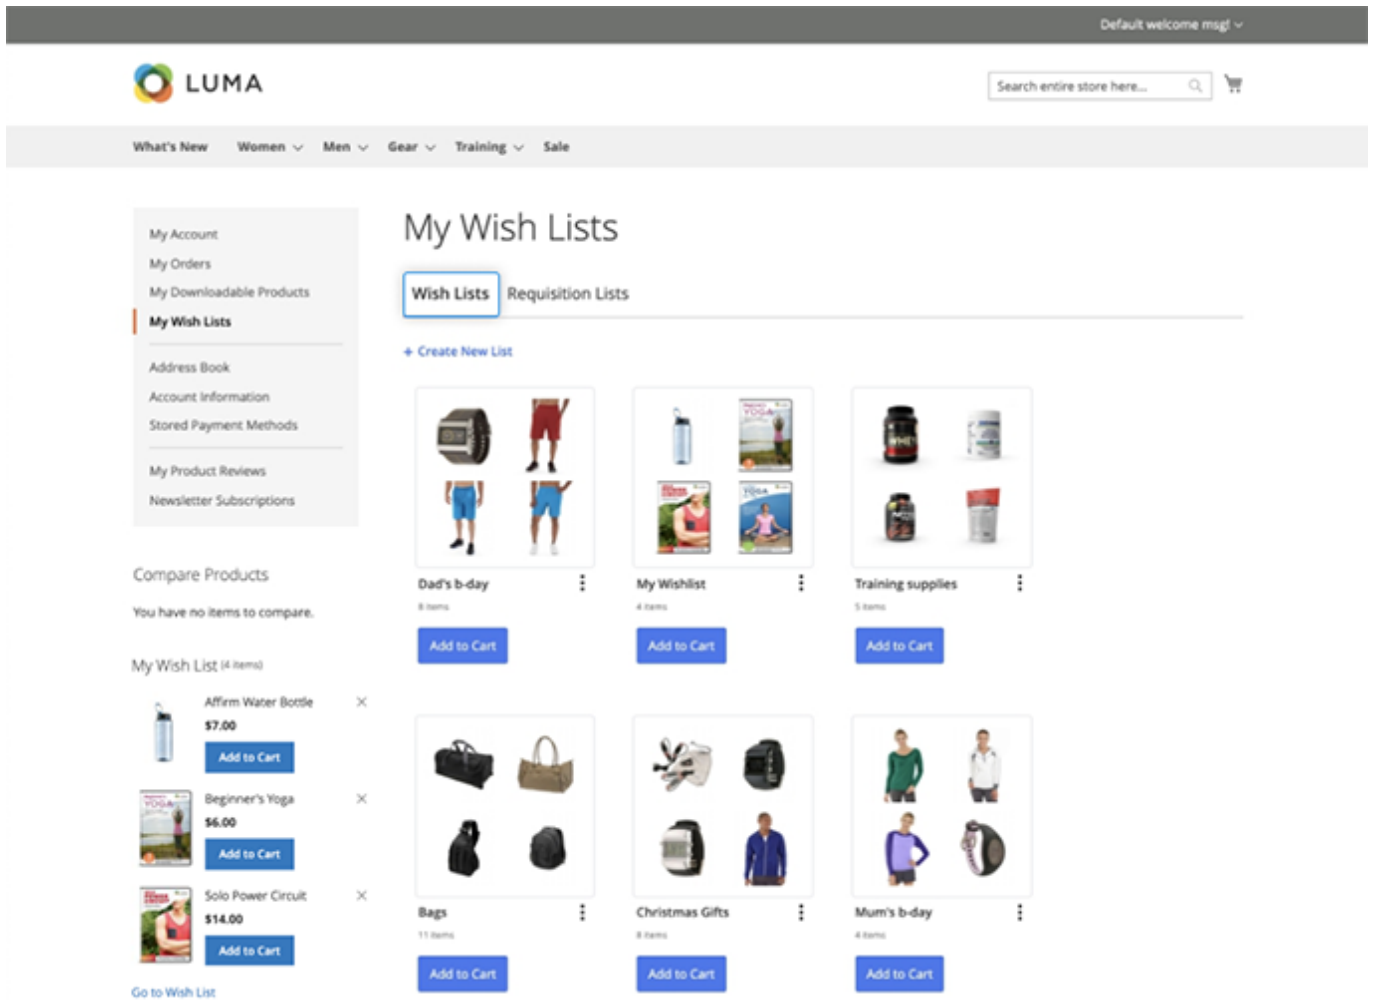 Default welcome msg!
LUMA
Search entire store here...
What's New Women Men Gear Training Sale
My Account
My Orders
My Downloadable Products
My Wish Lists
Address Book
Account Information
Stored Payment Methods
My Product Reviews
Newsletter Subscriptions
Compare Products
You have no items to compare.
My Wish List (4 items)
Affirm Water Bottle
$7.00
Add to Cart
Beginner's Yoga
$6.00
Add to Cart
Solo Power Circuit
$14.00
Add to Cart
Go to Wish List
My Wish Lists
Wish Lists Requisition Lists
+ Create New List
YOGA
POWER
CIRCUIT
YOGA
WHEY
Dad's b-day
8 items
Add to Cart
My Wishlist
4 items
Add to Cart
Training supplies
5 items
Add to Cart
Bags
11 items
Add to Cart
Christmas Gifts
8 items
Add to Cart
Mum's b-day
4 items
Add to Cart